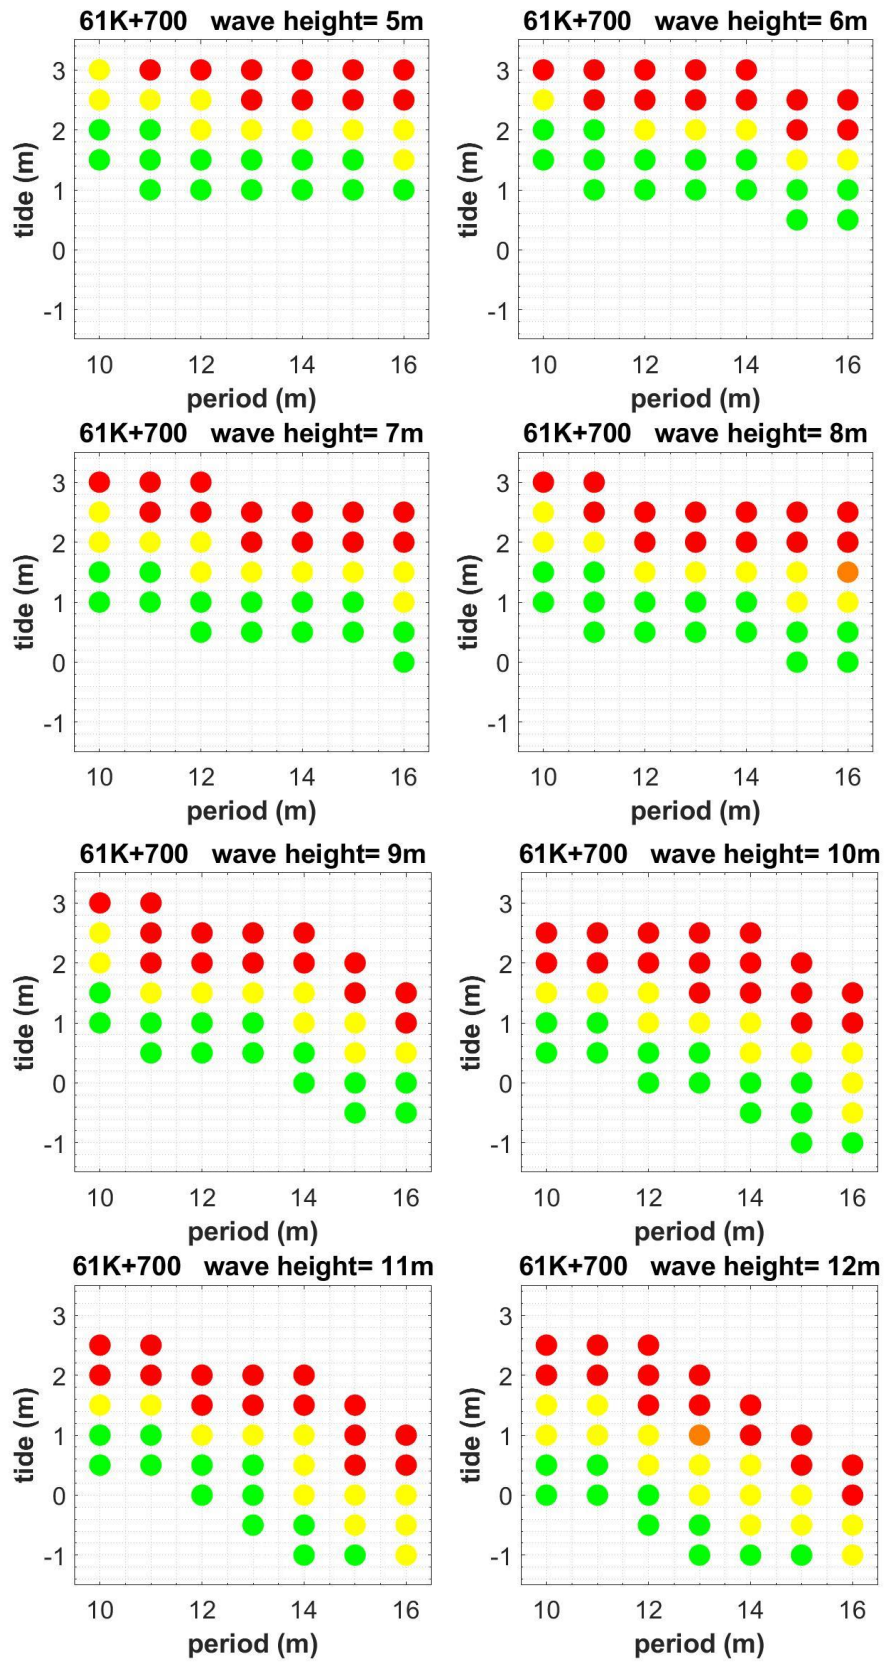 61K+700 wave height= 5m
3
2
1
0
-1
tide (m)
10 12 14 16
period (m)
61K+700 wave height= 6m
3
2
1
0
-1
tide (m)
10 12 14 16
period (m)
61K+700 wave height= 7m
3
2
1
0
-1
tide (m)
10 12 14 16
period (m)
61K+700 wave height= 8m
3
2
1
0
-1
tide (m)
10 12 14 16
period (m)
61K+700 wave height= 9m
3
2
1
0
-1
tide (m)
10 12 14 16
period (m)
61K+700 wave height= 10m
3
2
1
0
-1
tide (m)
10 12 14 16
period (m)
61K+700 wave height= 11m
3
2
1
0
-1
tide (m)
10 12 14 16
period (m)
61K+700 wave height= 12m
3
2
1
0
-1
tide (m)
10 12 14 16
period (m)